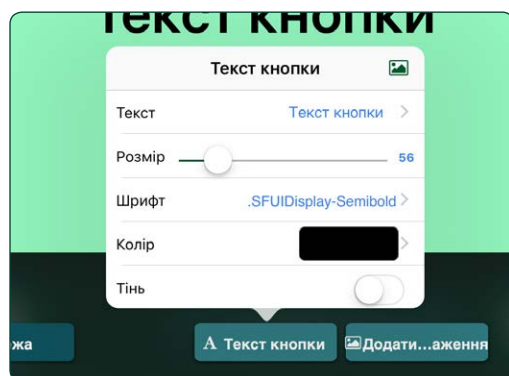 Текст кнопки
Текст кнопки
Текст Текст кнопки
Розмір 56
Шрифт .SFUIDisplay-Semibold
Колір
Тінь
жа A Текст кнопки Додати...аження